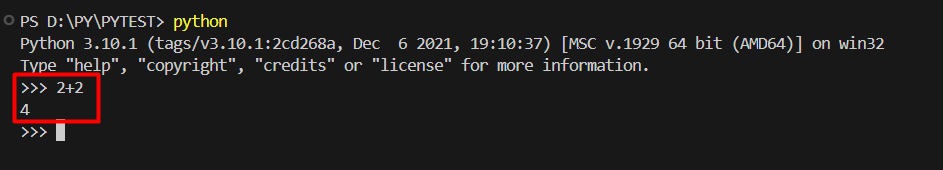 PS D:\PY\PYTEST> python
Python 3.10.1 (tags/v3.10.1:2cd268a, Dec  6 2021, 19:10:37) [MSC v.1929 64 bit (AMD64)] on win32
Type "help", "copyright", "credits" or "license" for more information.
>>> 2+2
4
>>>